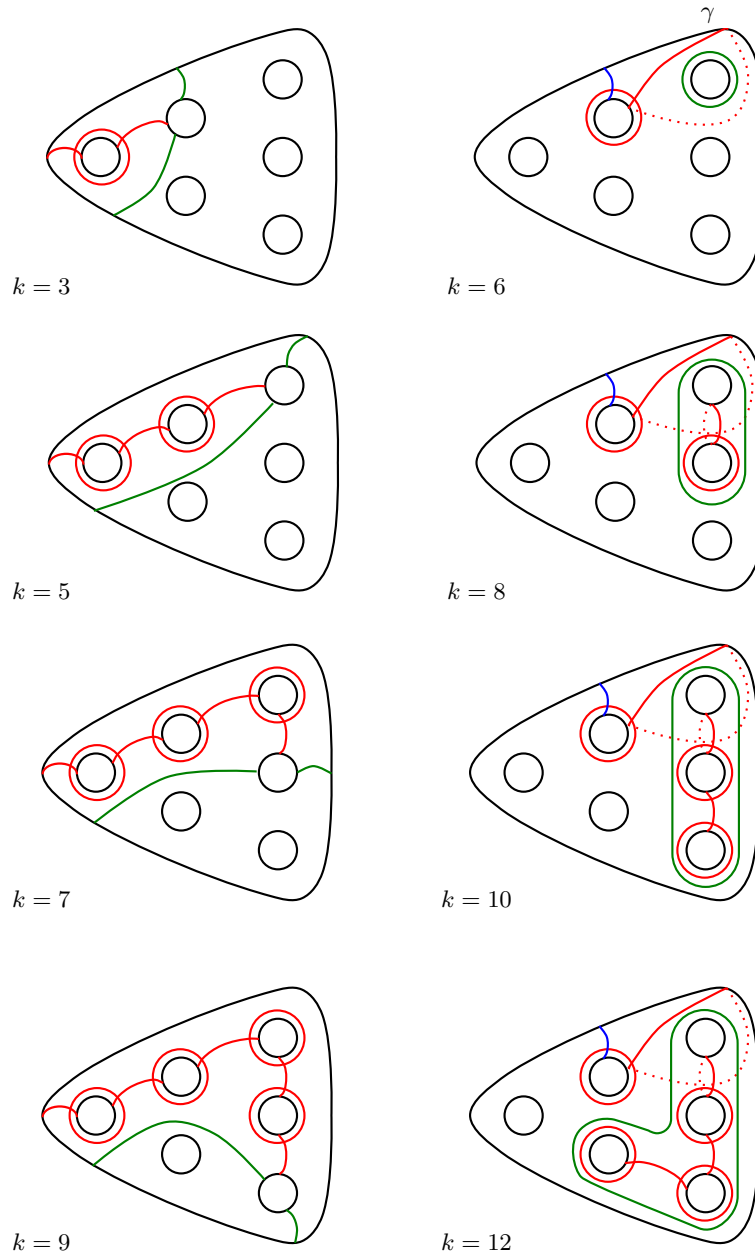 γ
k = 3
k = 6
k = 5
k = 8
k = 7
k = 10
k = 9
k = 12